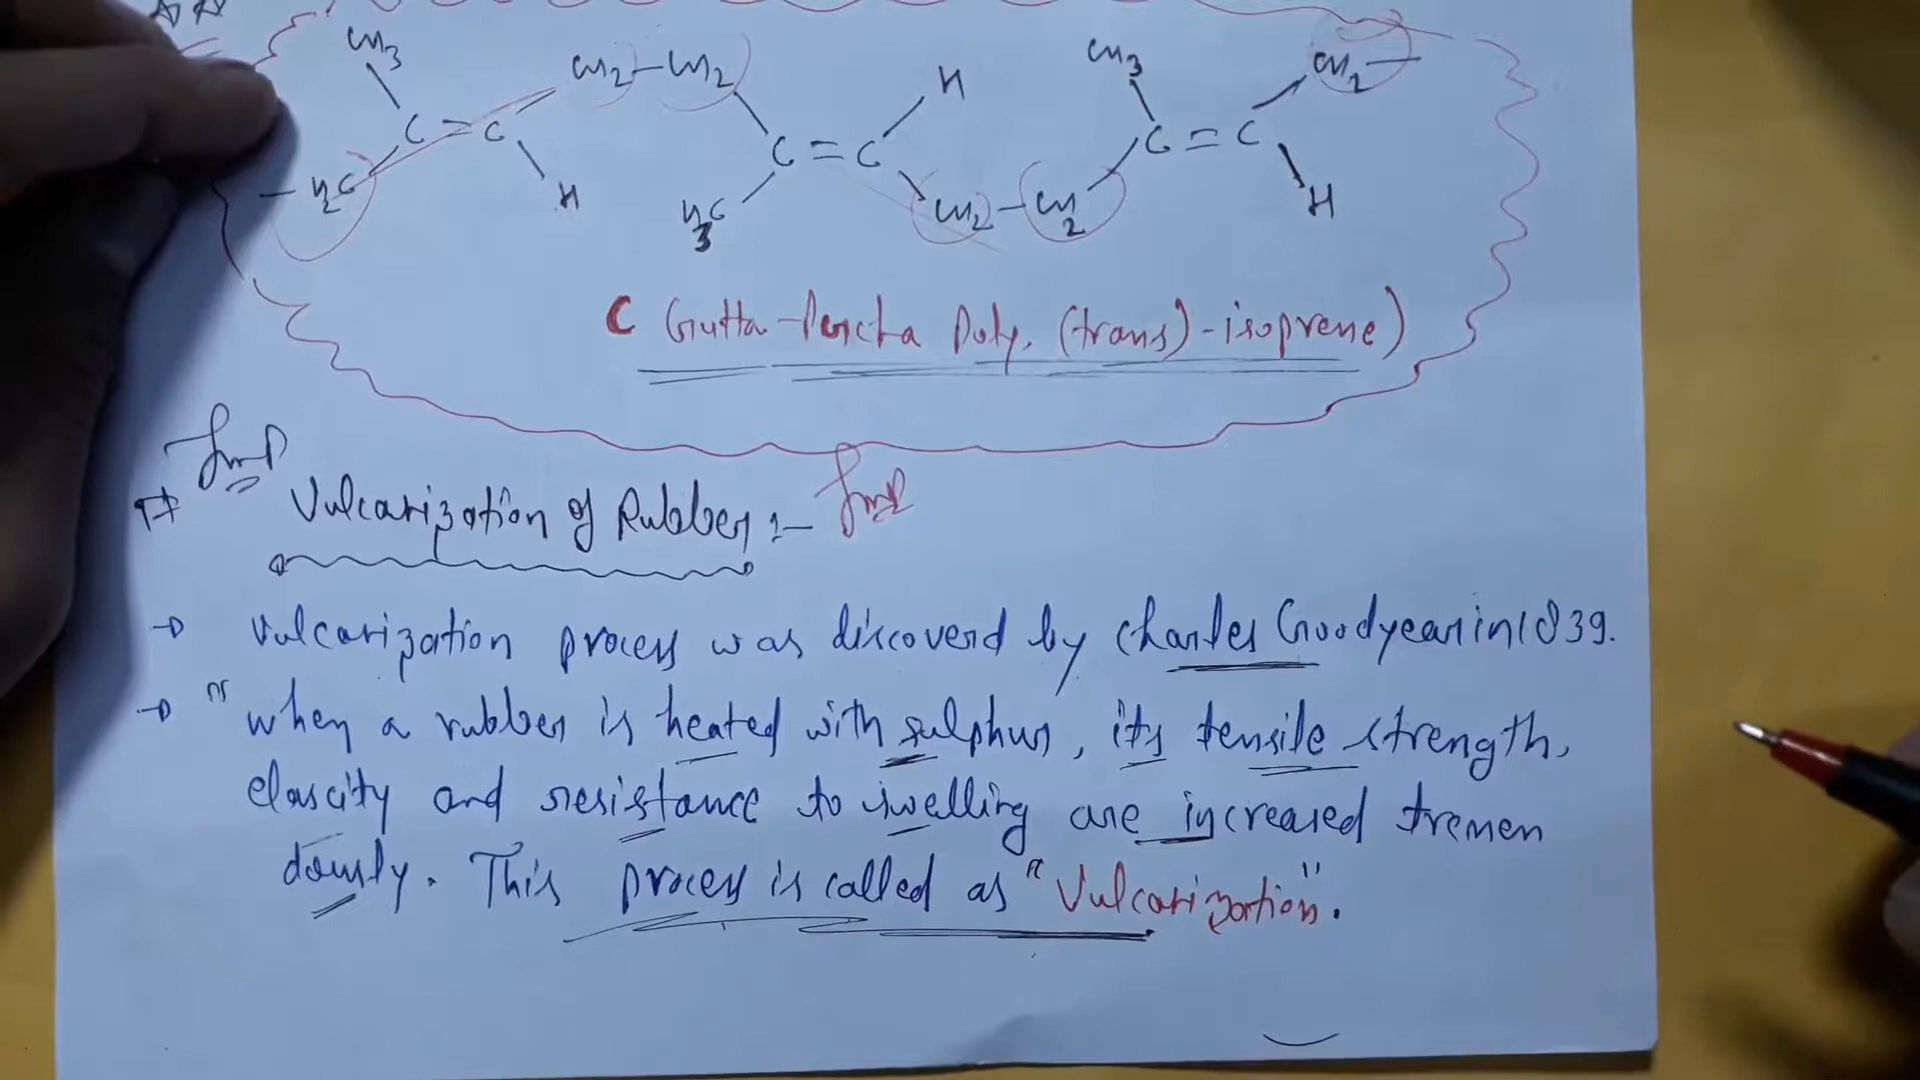 CH3 CH2-CH2 H CH3 CH2-
C=C C=C C=C
-H2C H H3C CH2-CH2 H
( Gutta-Percha Poly, (trans)-isoprene)
Imp
# Vulcanization of Rubber :- Imp
→ Vulcanization process was discoverd by charles Goodyear in 1839.
→ "when a rubber is heated with sulphur, its tensile strength,
elascity and resistance to swelling are increased tremen
dously. This process is called as "Vulcanization".